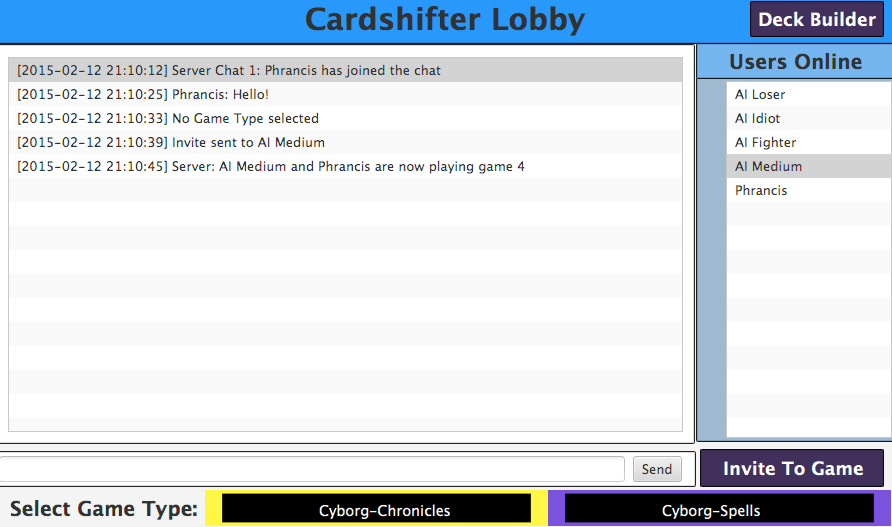 Cardshifter Lobby
Deck Builder
[2015-02-12 21:10:12] Server Chat 1: Phrancis has joined the chat
[2015-02-12 21:10:25] Phrancis: Hello!
[2015-02-12 21:10:33] No Game Type selected
[2015-02-12 21:10:39] Invite sent to AI Medium
[2015-02-12 21:10:45] Server: AI Medium and Phrancis are now playing game 4
Users Online
AI Loser
AI Idiot
AI Fighter
AI Medium
Phrancis
Send
Invite To Game
Select Game Type:
Cyborg-Chronicles
Cyborg-Spells